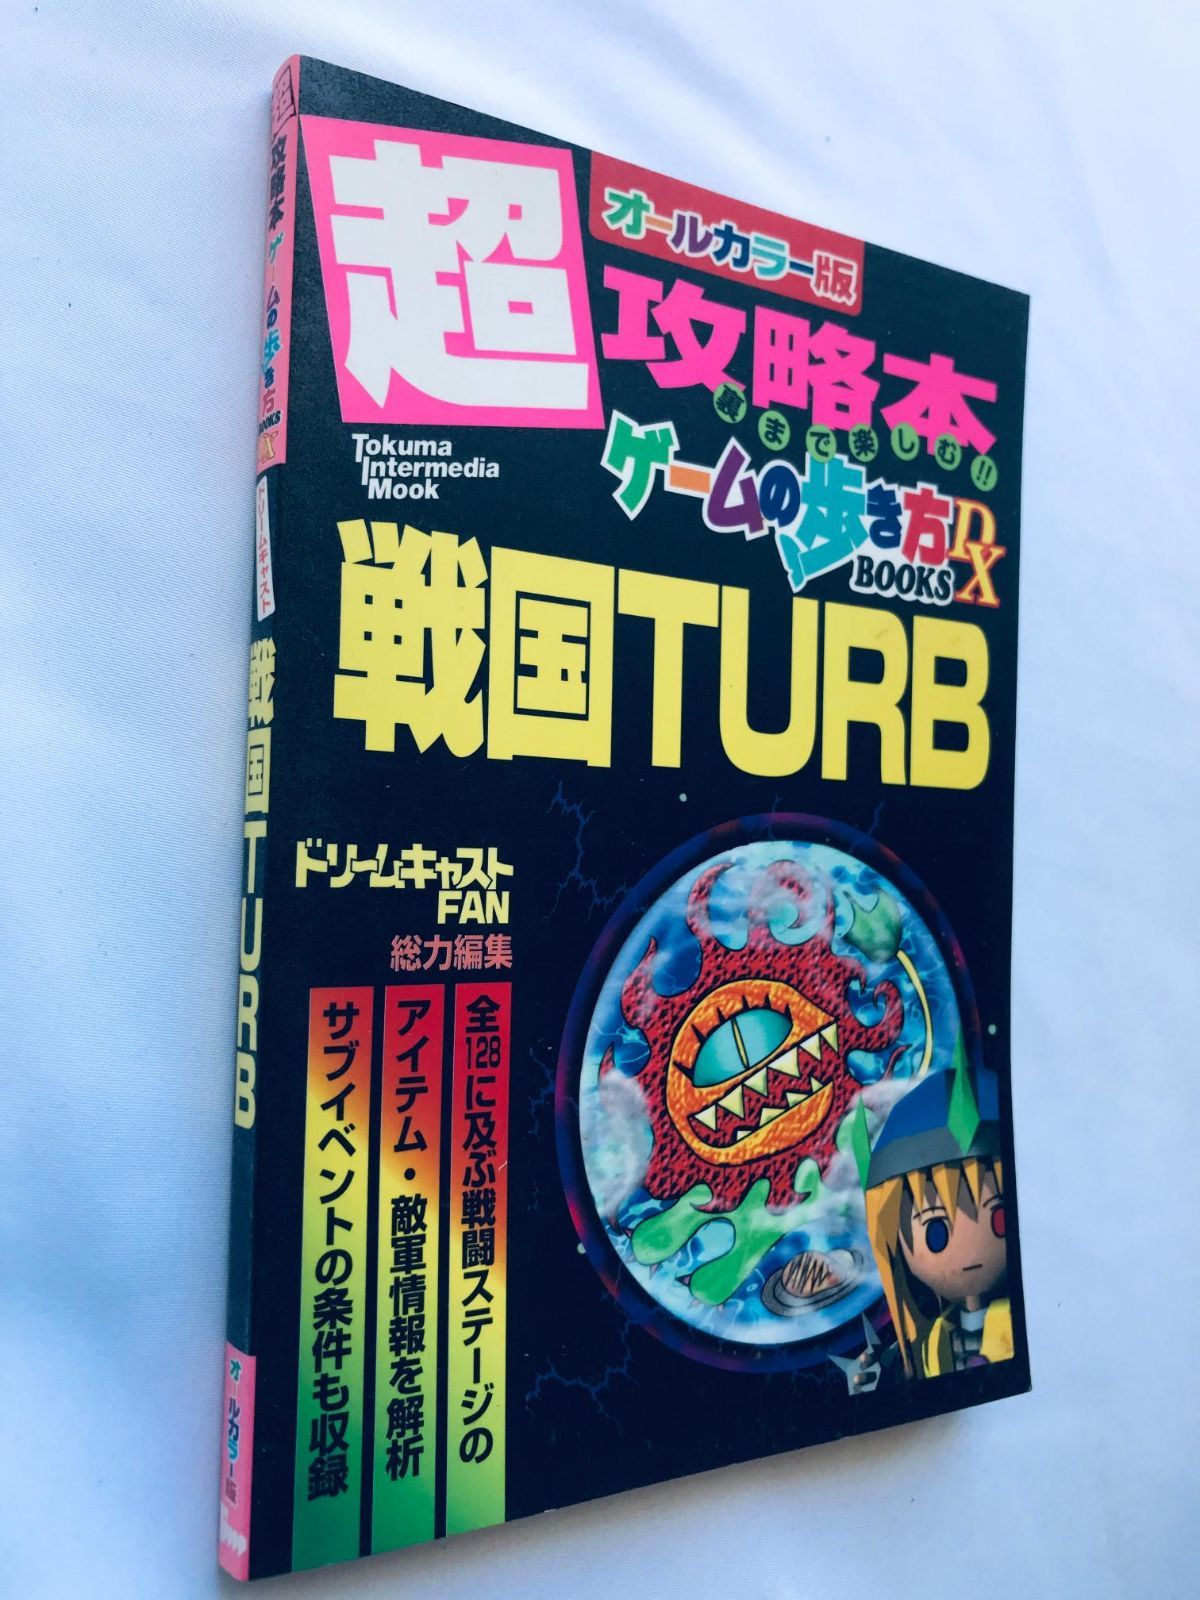 超
オールカラー版
攻略本
裏まで楽しむ!!
ゲームの歩き方
BOOKS
DX
Tokuma
Intermedia
Mook
戦国TURB
ドリームキャスト
FAN
総力編集
全128に及ぶ戦闘ステージの
アイテム・敵軍情報を解析
サブイベントの条件も収録
超攻略本 ゲームの歩き方 BOOKS DX
ドリームキャスト
戦国TURB
オールカラー版